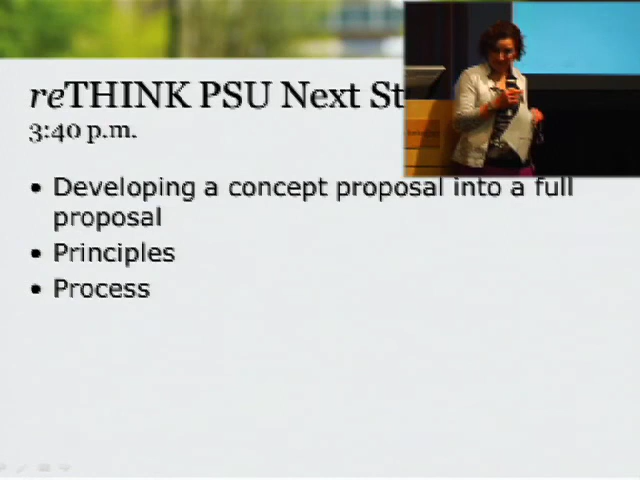 reTHINK PSU Next St
3:40 p.m.
• Developing a concept proposal into a full
proposal
• Principles
• Process